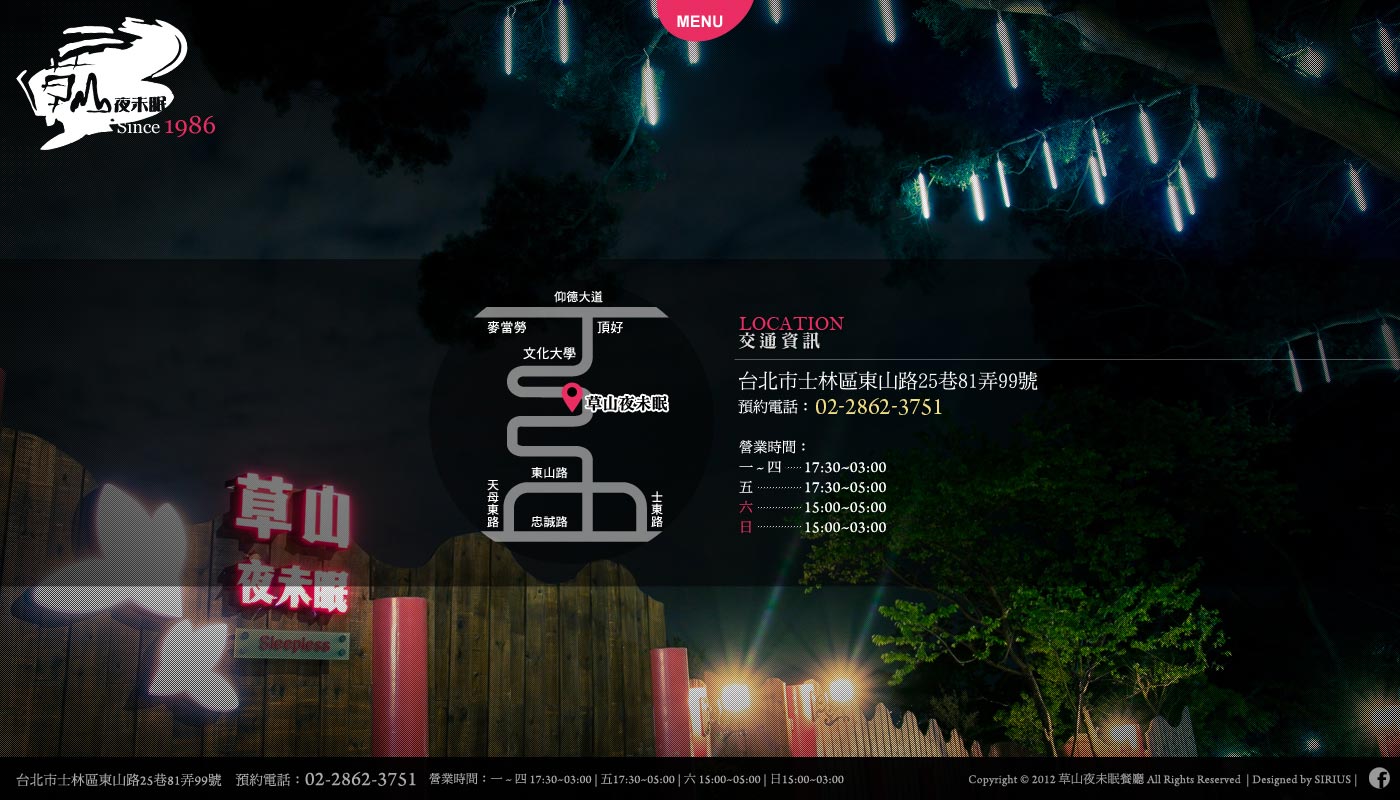 MENU
草山夜未眠
Since 1986
仰德大道
麥當勞
頂好
文化大學
草山夜未眠
東山路
天母東路
忠誠路
士東路
LOCATION
交通資訊
台北市士林區東山路25巷81弄99號
預約電話：02-2862-3751
營業時間：
一 ~ 四 ····· 17:30~03:00
五 ············ 17:30~05:00
六 ············ 15:00~05:00
日 ············ 15:00~03:00
草山
夜未眠
Sleepless
台北市士林區東山路25巷81弄99號 預約電話：02-2862-3751 營業時間：一 ~ 四 17:30~03:00 | 五17:30~05:00 | 六 15:00~05:00 | 日15:00~03:00
Copyright © 2012 草山夜未眠餐廳 All Rights Reserved | Designed by SIRIUS |
f